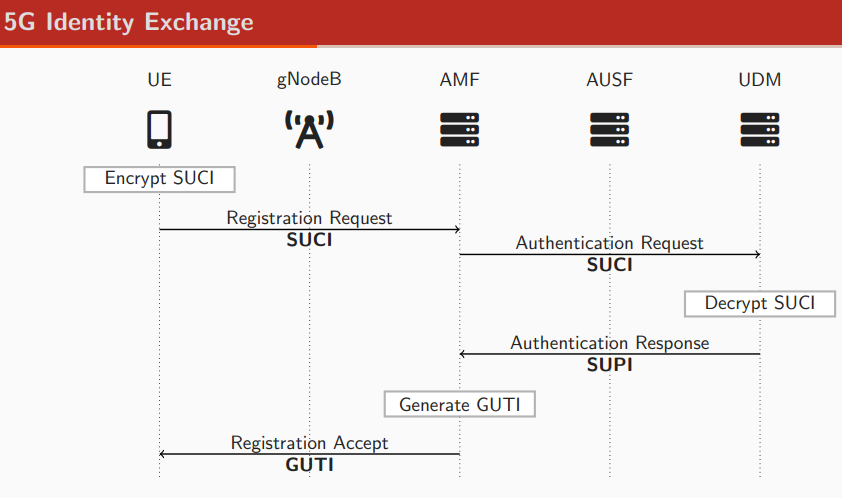 5G Identity Exchange
UE gNodeB AMF AUSF UDM
Encrypt SUCI
Registration Request
SUCI
Authentication Request
SUCI
Decrypt SUCI
Authentication Response
SUPI
Generate GUTI
Registration Accept
GUTI